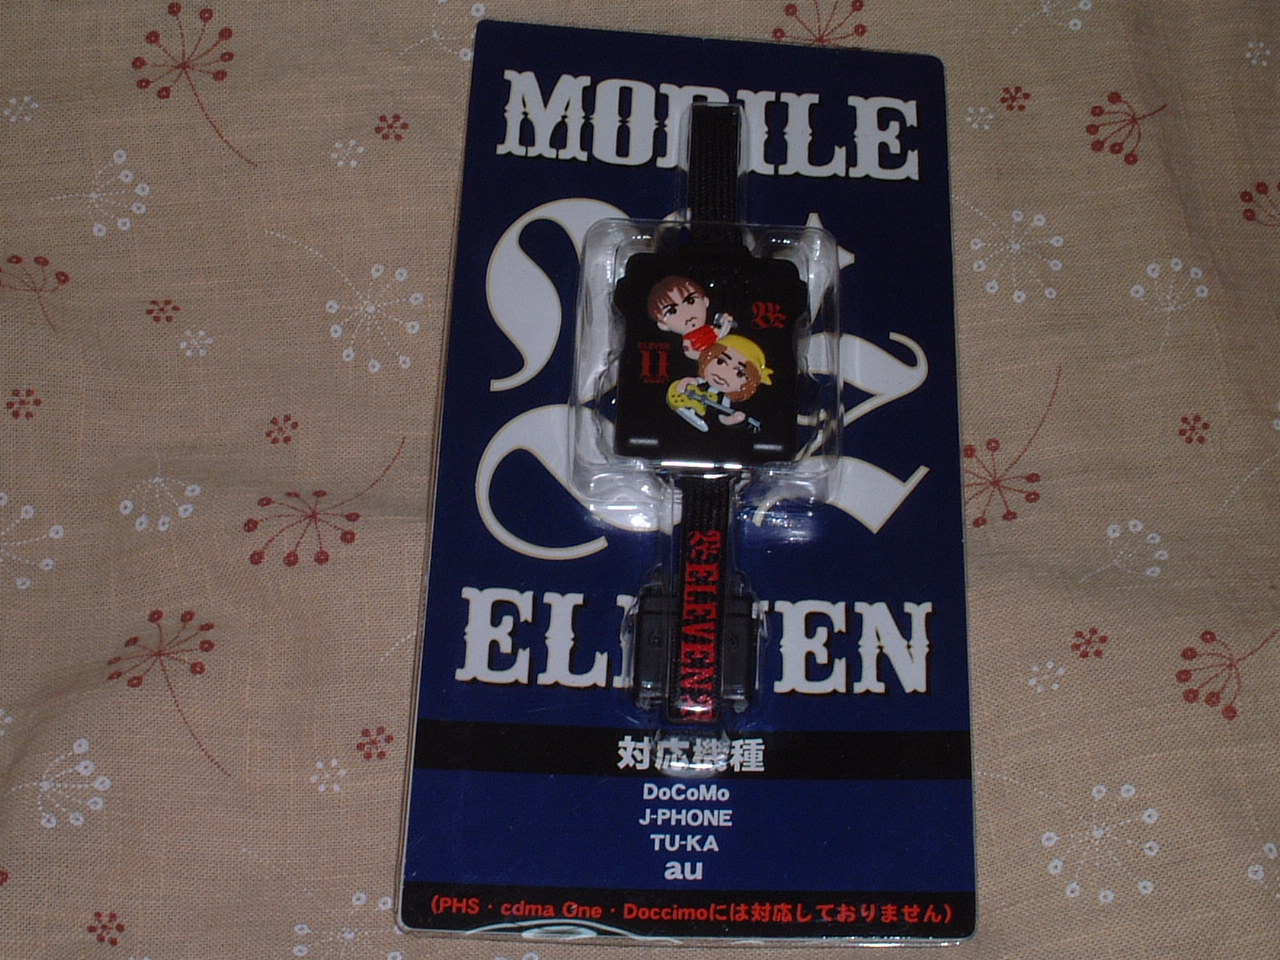 MOBILE
B'z
B'z
ELEVEN
11
B'z ELEVEN
ELEVEN
対応機種
DoCoMo
J-PHONE
TU-KA
au
(PHS・cdma One・Doccimoには対応しておりません)